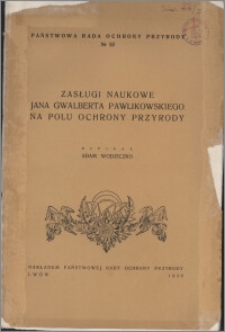 PAŃSTWOWA RADA OCHRONY PRZYRODY
ZASŁUGI NAUKOWE
JANA GWALBERTA PAWLIKOWSKIEGO
NA POLU OCHRONY PRZYRODY
NAPISAŁ
ADAM WODZICZKO
NAKŁADEM PAŃSTWOWEJ RADY OCHRONY PRZYRODY
LWÓW